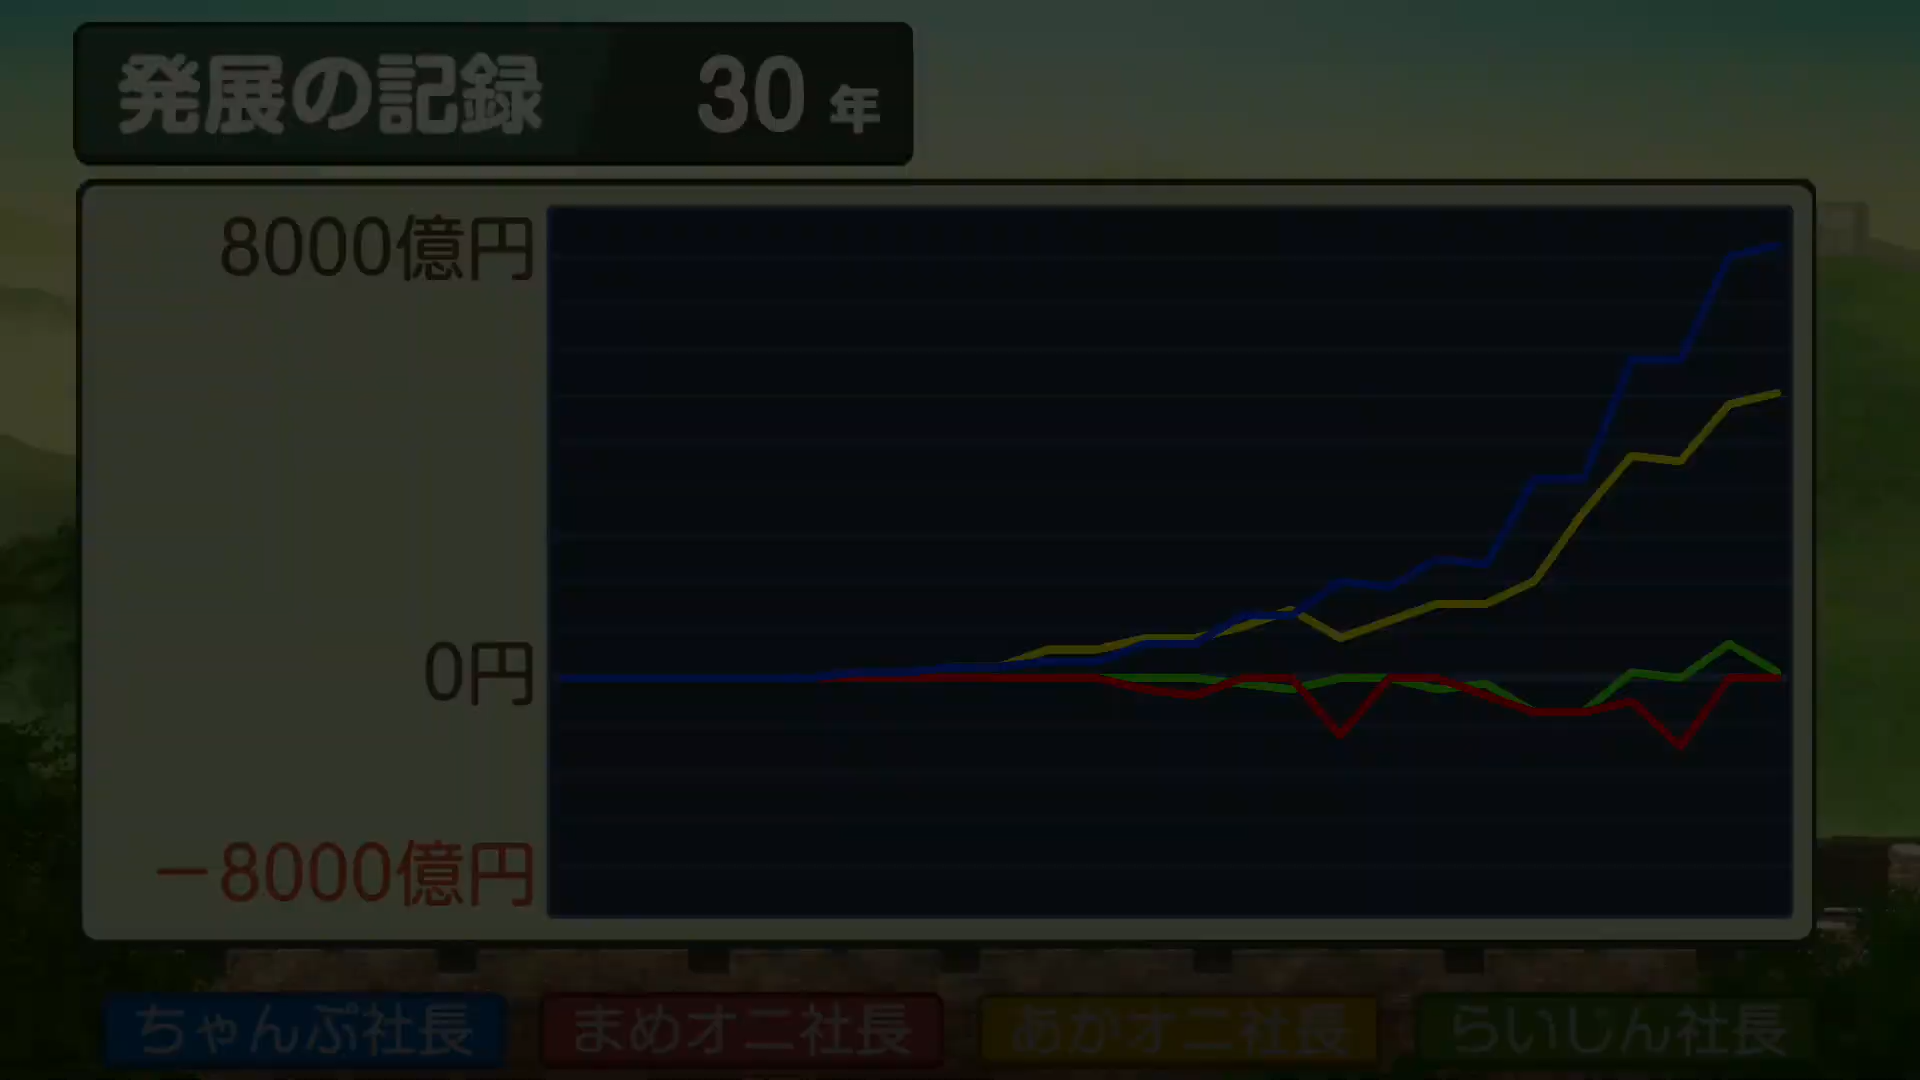 発展の記録 30年
8000億円
0円
-8000億円
ちゃんぷ社長 まめオニ社長 あかオニ社長 らいじん社長